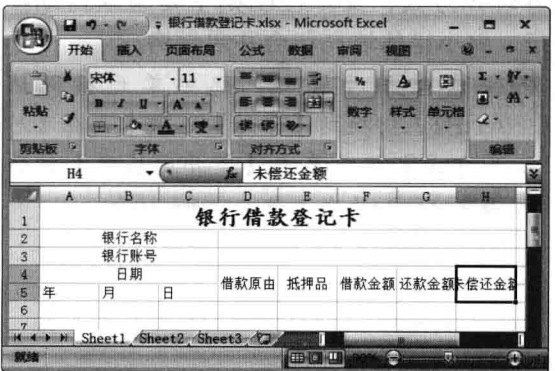 银行借款登记卡.xlsx - Microsoft Excel
开始 插入 页面布局 公式 数据 审阅 视图
粘贴
宋体 11
B I U A A
% A Σ
数字 样式 单元格
剪贴板 字体 对齐方式 编辑
H4 fx 未偿还金额
A B C D E F G H
1 银行借款登记卡
2 银行名称
3 银行账号
4 日期
借款原由 抵押品 借款金额 还款金额 未偿还金额
5 年 月 日
6
7
Sheet1 Sheet2 Sheet3
就绪